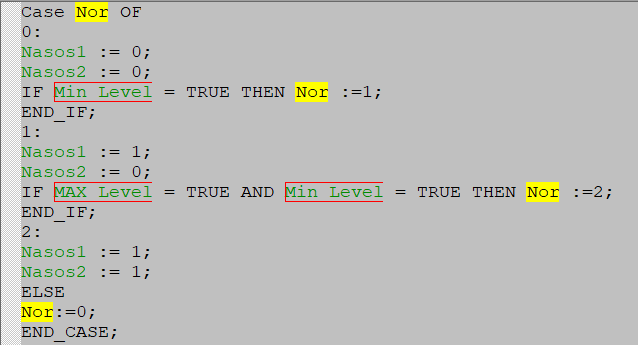 Case Nor OF
0:
Nasos1 := 0;
Nasos2 := 0;
IF Min Level = TRUE THEN Nor :=1;
END_IF;
1:
Nasos1 := 1;
Nasos2 := 0;
IF MAX Level = TRUE AND Min Level = TRUE THEN Nor :=2;
END_IF;
2:
Nasos1 := 1;
Nasos2 := 1;
ELSE
Nor:=0;
END_CASE;